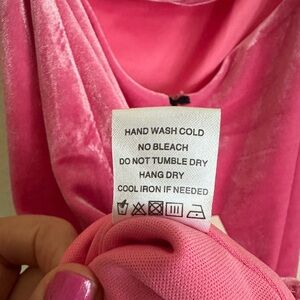 HAND WASH COLD
NO BLEACH
DO NOT TUMBLE DRY
HANG DRY
COOL IRON IF NEEDED